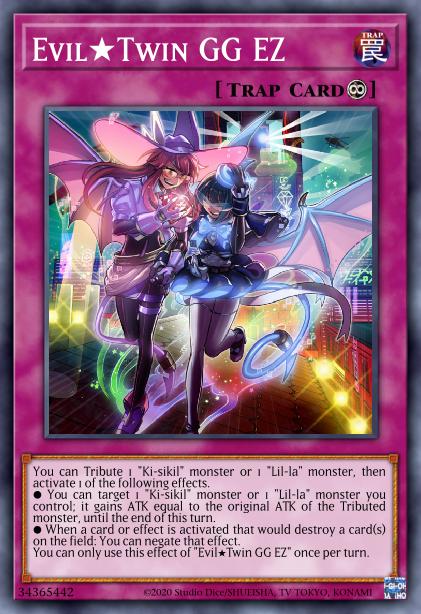 Evil★Twin GG EZ
TRAP
罠
[Trap Card♾]
You can Tribute 1 "Ki-sikil" monster or 1 "Lil-la" monster, then
activate 1 of the following effects.
● You can target 1 "Ki-sikil" monster or 1 "Lil-la" monster you
control; it gains ATK equal to the original ATK of the Tributed
monster, until the end of this turn.
● When a card or effect is activated that would destroy a card(s)
on the field: You can negate that effect.
You can only use this effect of "Evil★Twin GG EZ" once per turn.
34365442
©2020 Studio Dice/SHUEISHA, TV TOKYO, KONAMI